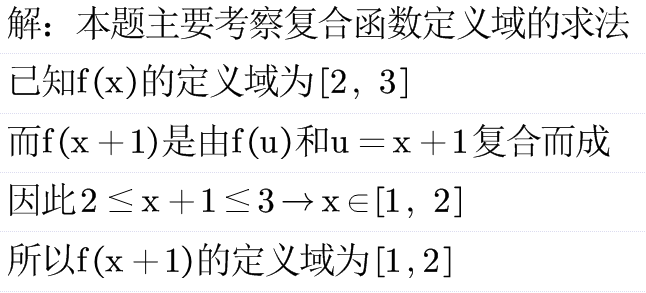 解：本题主要考察复合函数定义域的求法
已知f(x)的定义域为[2, 3]
而f(x+1)是由f(u)和u=x+1复合而成
因此2≤x+1≤3→x∈[1, 2]
所以f(x+1)的定义域为[1,2]